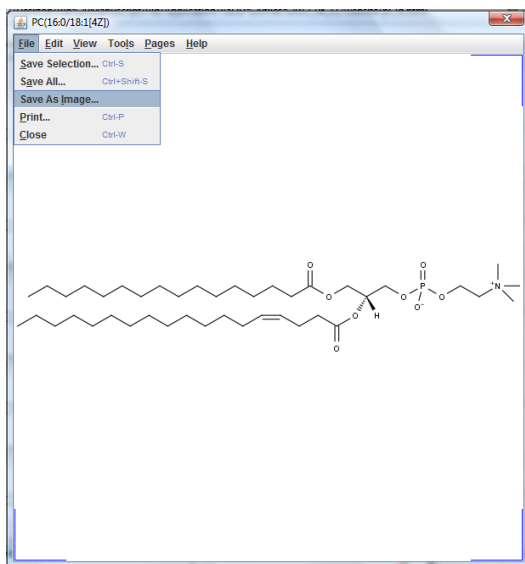 PC(16:0/18:1[4Z])
File Edit View Tools Pages Help
Save Selection... Ctrl-S
Save All... Ctrl+Shift-S
Save As Image...
Print... Ctrl-P
Close Ctrl-W
O O
O O P O +N
O H O-
O